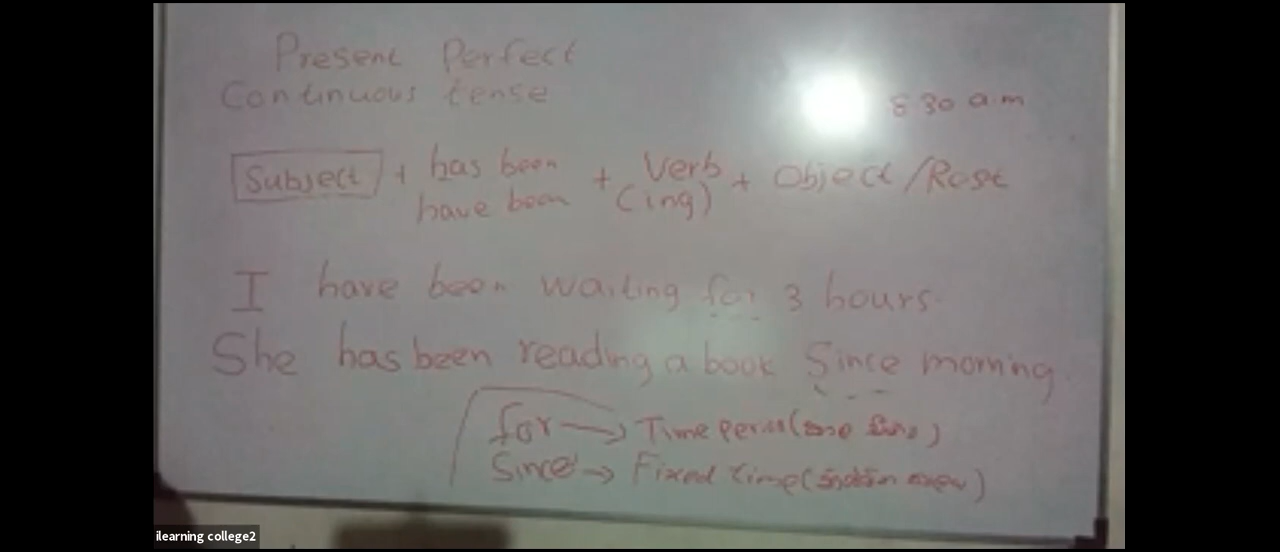 Present Perfect
Continuous tense
8 30 a.m
Subject + has been + Verb + Object/Rest
have been (ing)
I have been waiting for 3 hours.
She has been reading a book Since morning.
for → Time
Since → Fixed time
ilearning college2